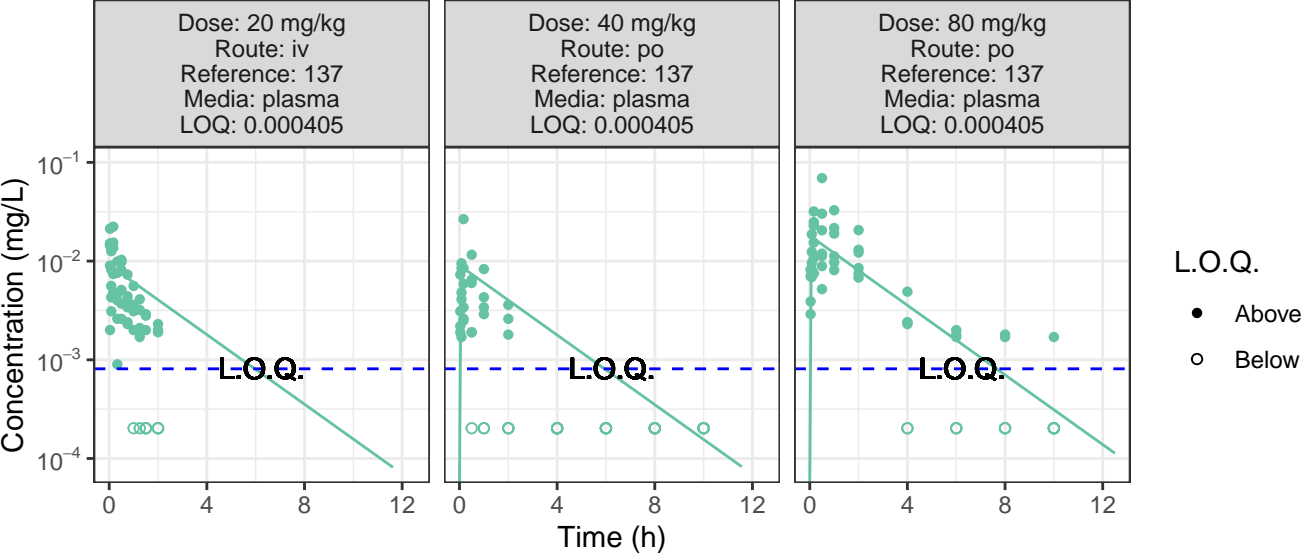 Dose: 20 mg/kg
Route: iv
Reference: 137
Media: plasma
LOQ: 0.000405
Dose: 40 mg/kg
Route: po
Reference: 137
Media: plasma
LOQ: 0.000405
Dose: 80 mg/kg
Route: po
Reference: 137
Media: plasma
LOQ: 0.000405
Concentration (mg/L)
10⁻¹
10⁻²
10⁻³
10⁻⁴
L.O.Q.
L.O.Q.
L.O.Q.
0 4 8 12
0 4 8 12
0 4 8 12
Time (h)
L.O.Q.
Above
Below